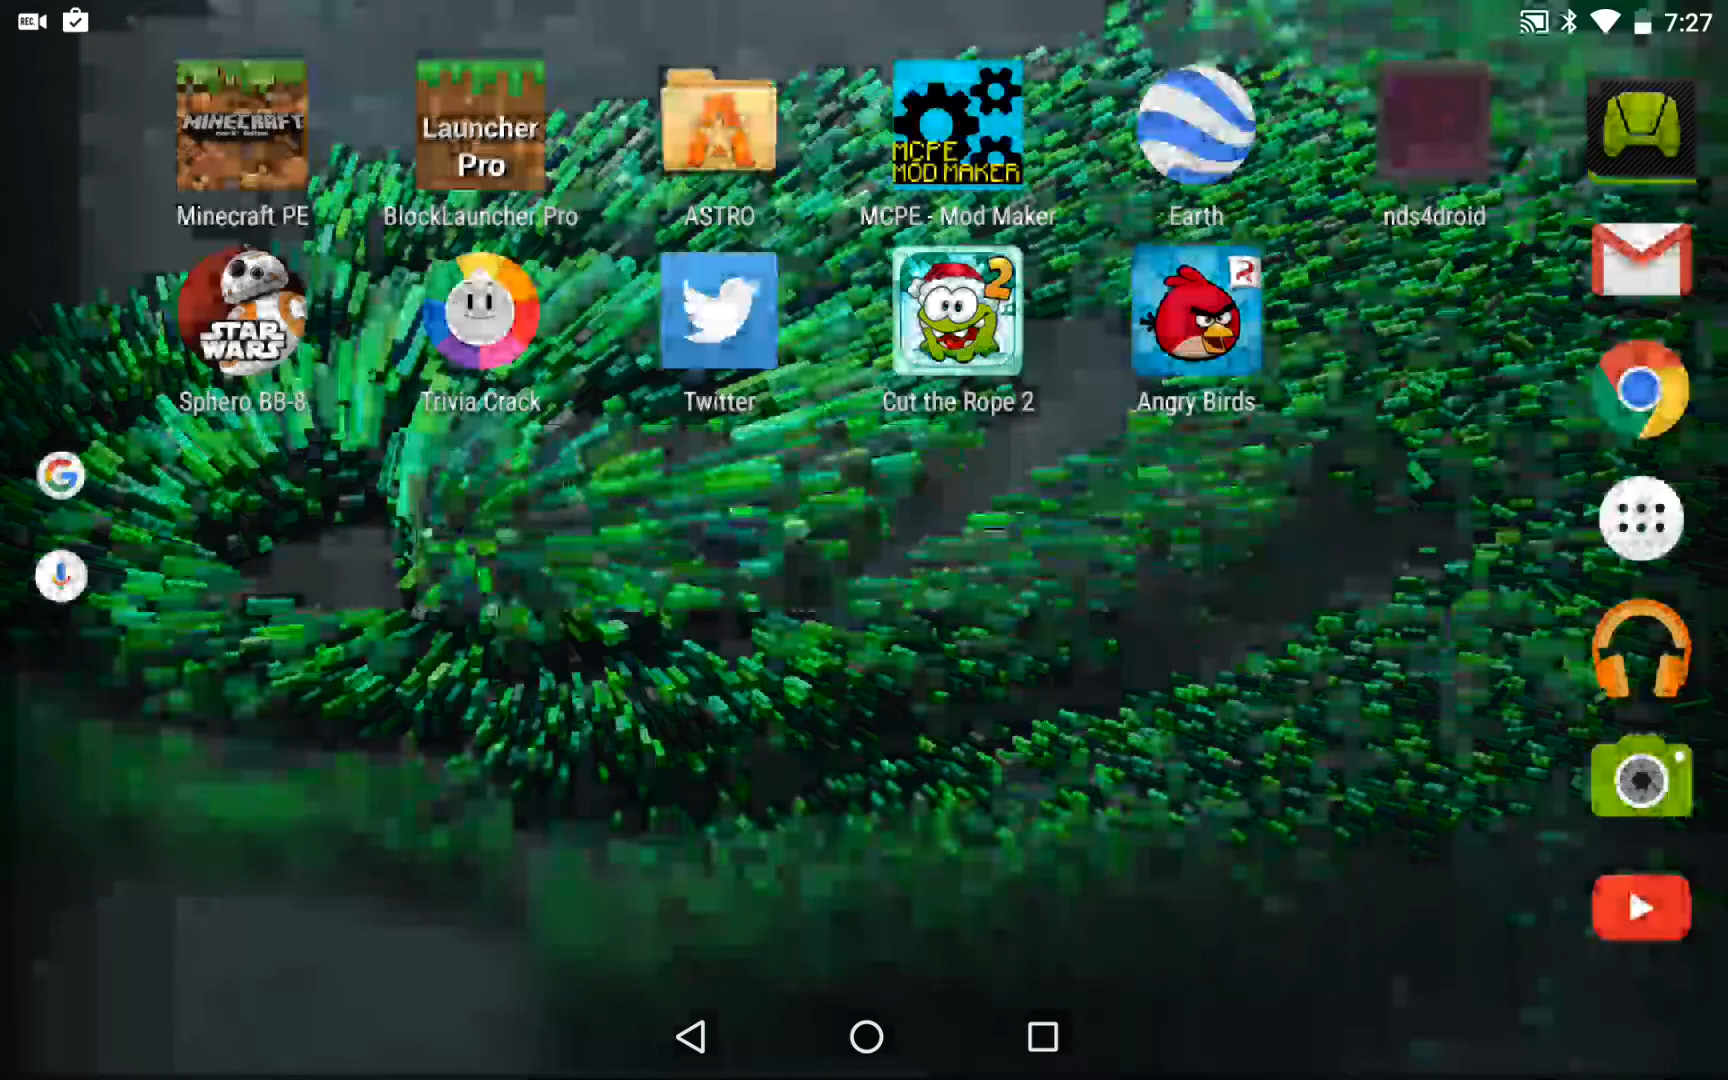 REC
7:27
MINECRAFT
Launcher
Pro
MCPE
MOD MAKER
Minecraft PE
BlockLauncher Pro
ASTRO
MCPE - Mod Maker
Earth
nds4droid
STAR
WARS
2
Sphero BB-8
Trivia Crack
Twitter
Cut the Rope 2
Angry Birds